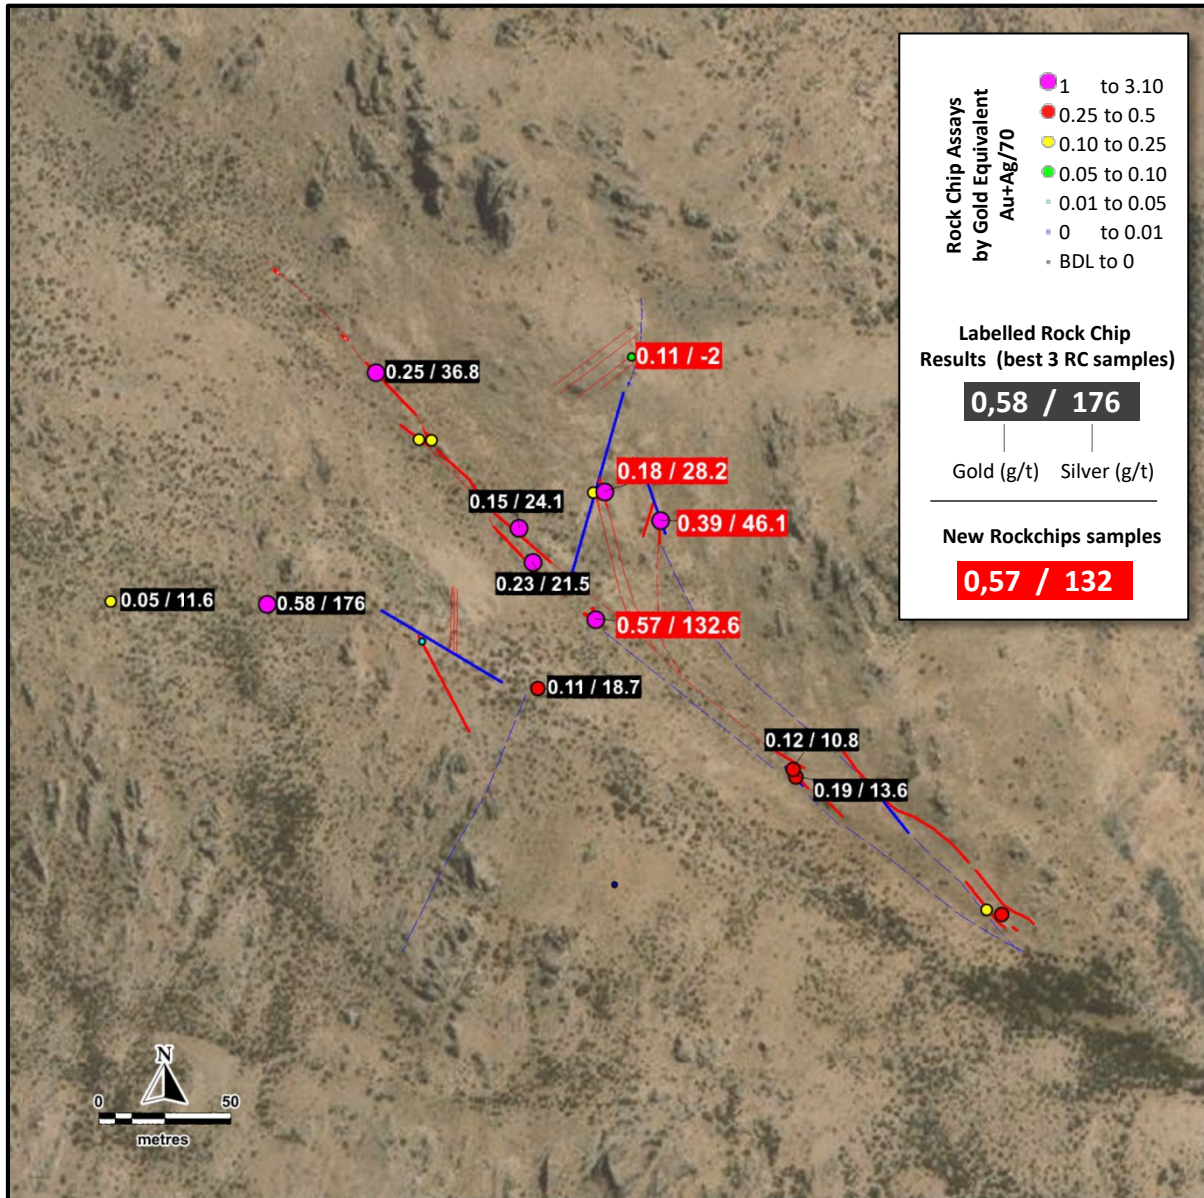 Rock Chip Assays
by Gold Equivalent
Au+Ag/70
1 to 3.10
0.25 to 0.5
0.10 to 0.25
0.05 to 0.10
0.01 to 0.05
0 to 0.01
BDL to 0
Labelled Rock Chip
Results (best 3 RC samples)
0,58 / 176
Gold (g/t) Silver (g/t)
New Rockchips samples
0,57 / 132
0.11 / -2
0.25 / 36.8
0.18 / 28.2
0.15 / 24.1
0.39 / 46.1
0.23 / 21.5
0.05 / 11.6
0.58 / 176
0.57 / 132.6
0.11 / 18.7
0.12 / 10.8
0.19 / 13.6
N
0 50
metres